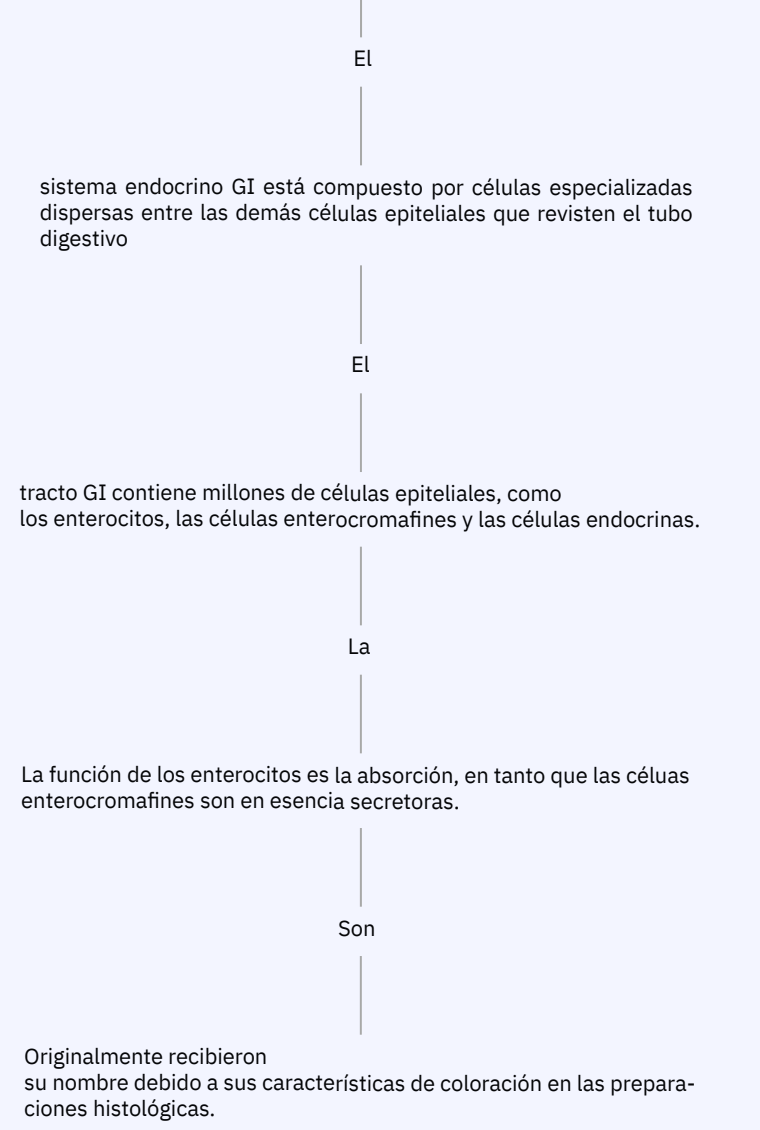 El
sistema endocrino GI está compuesto por células especializadas
dispersas entre las demás células epiteliales que revisten el tubo
digestivo
El
tracto GI contiene millones de células epiteliales, como
los enterocitos, las células enterocromafines y las células endocrinas.
La
La función de los enterocitos es la absorción, en tanto que las céluas
enterocromafines son en esencia secretoras.
Son
Originalmente recibieron
su nombre debido a sus características de coloración en las prepara-
ciones histológicas.